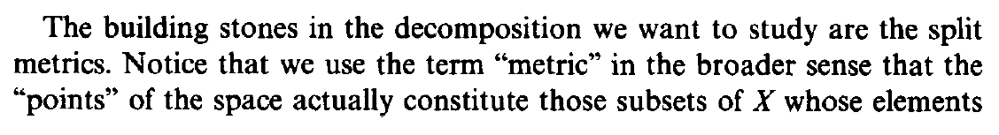 The building stones in the decomposition we want to study are the split
metrics. Notice that we use the term “metric” in the broader sense that the
“points” of the space actually constitute those subsets of X whose elements